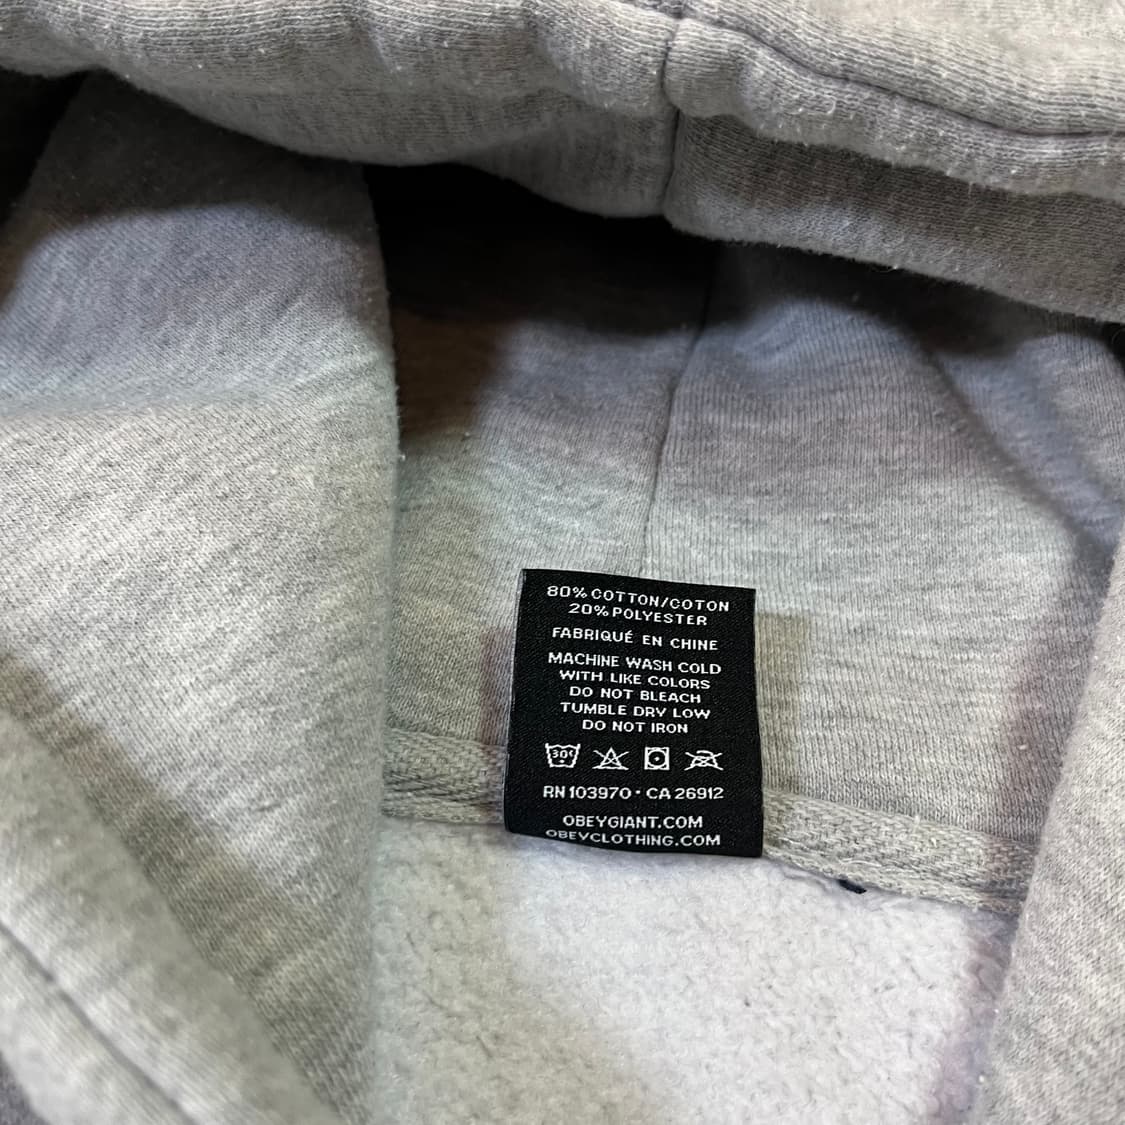 80% COTTON/COTON
20% POLYESTER
FABRIQUÉ EN CHINE
MACHINE WASH COLD
WITH LIKE COLORS
DO NOT BLEACH
TUMBLE DRY LOW
DO NOT IRON
30C
RN 103970 · CA 26912
OBEYGIANT.COM
OBEYCLOTHING.COM